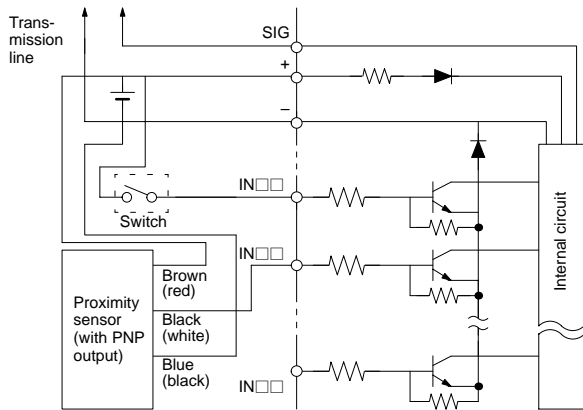 Trans-
mission
line
SIG
+
–
IN□□
Switch
IN□□
Brown
(red)
Proximity
sensor
(with PNP
output)
Black
(white)
Blue
(black)
IN□□
Internal circuit